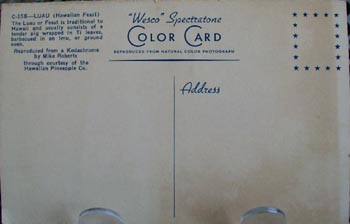 C-258—LUAU (Hawaiian Feast)
The Luau or Feast is traditional to
Hawaii and usually consists of a
tender pig wrapped in Ti leaves,
barbecued in an imu, or ground
oven.
Reproduced from a Kodachrome
by Mike Roberts
through courtesy of the
Hawaiian Pineapple Co.
"Wesco" Spectratone
COLOR CARD
REPRODUCED FROM NATURAL COLOR PHOTOGRAPH
Address